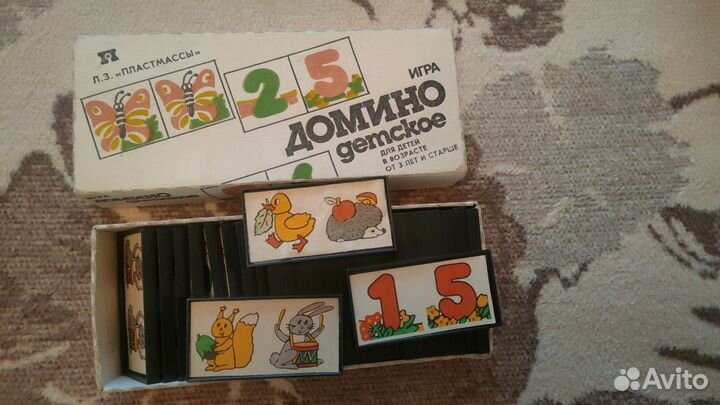 Л.З. «ПЛАСТМАССЫ»
2 5
ИГРА
ДОМИНО
детское
ДЛЯ ДЕТЕЙ
В ВОЗРАСТЕ
ОТ 3 ЛЕТ И СТАРШЕ
1 5
Avito